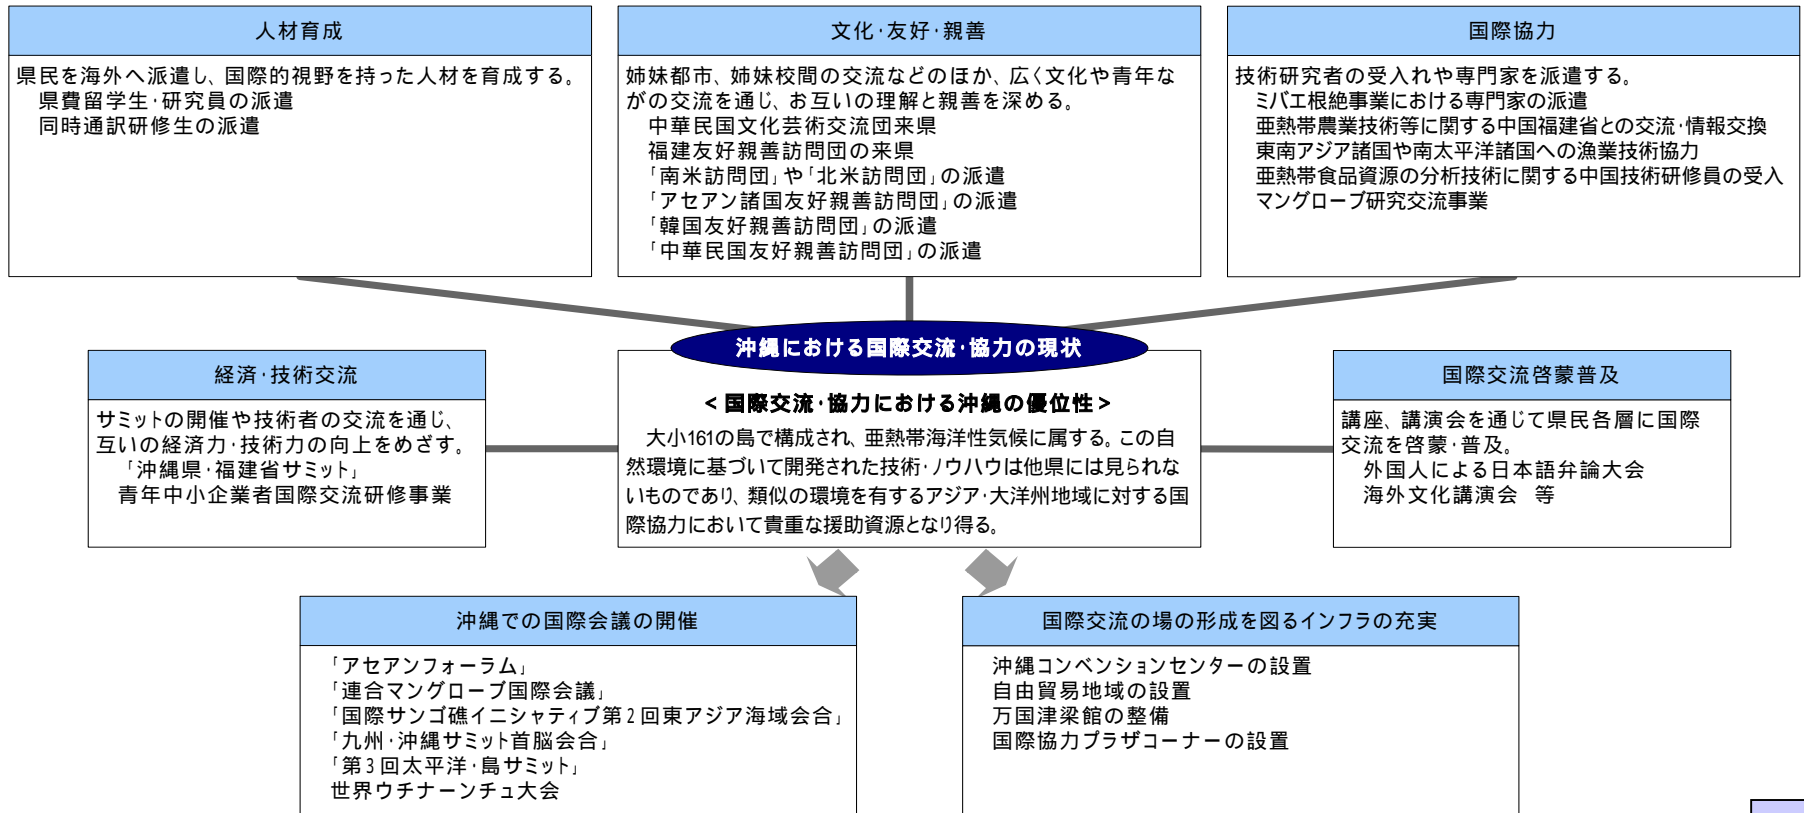 人材育成
県民を海外へ派遣し、国際的視野を持った人材を育成する。
県費留学生・研究員の派遣
同時通訳研修生の派遣
文化・友好・親善
姉妹都市、姉妹校間の交流などのほか、広く文化や青年な
がの交流を通じ、お互いの理解と親善を深める。
中華民国文化芸術交流団来県
福建友好親善訪問団の来県
「南米訪問団」や「北米訪問団」の派遣
「アセアン諸国友好親善訪問団」の派遣
「韓国友好親善訪問団」の派遣
「中華民国友好親善訪問団」の派遣
国際協力
技術研究者の受入れや専門家を派遣する。
ミバエ根絶事業における専門家の派遣
亜熱帯農業技術等に関する中国福建省との交流・情報交換
東南アジア諸国や南太平洋諸国への漁業技術協力
亜熱帯食品資源の分析技術に関する中国技術研修員の受入
マングローブ研究交流事業
沖縄における国際交流・協力の現状
経済・技術交流
サミットの開催や技術者の交流を通じ、
互いの経済力・技術力の向上をめざす。
「沖縄県・福建省サミット」
青年中小企業者国際交流研修事業
<国際交流・協力における沖縄の優位性>
大小161の島で構成され、亜熱帯海洋性気候に属する。この自
然環境に基づいて開発された技術・ノウハウは他県には見られな
いものであり、類似の環境を有するアジア・大洋州地域に対する国
際協力において貴重な援助資源となり得る。
国際交流啓蒙普及
講座、講演会を通じて県民各層に国際
交流を啓蒙・普及。
外国人による日本語弁論大会
海外文化講演会 等
沖縄での国際会議の開催
「アセアンフォーラム」
「連合マングローブ国際会議」
「国際サンゴ礁イニシャティブ第2回東アジア海域会合」
「九州・沖縄サミット首脳会合」
「第3回太平洋・島サミット」
世界ウチナーンチュ大会
国際交流の場の形成を図るインフラの充実
沖縄コンベンションセンターの設置
自由貿易地域の設置
万国津梁館の整備
国際協力プラザコーナーの設置